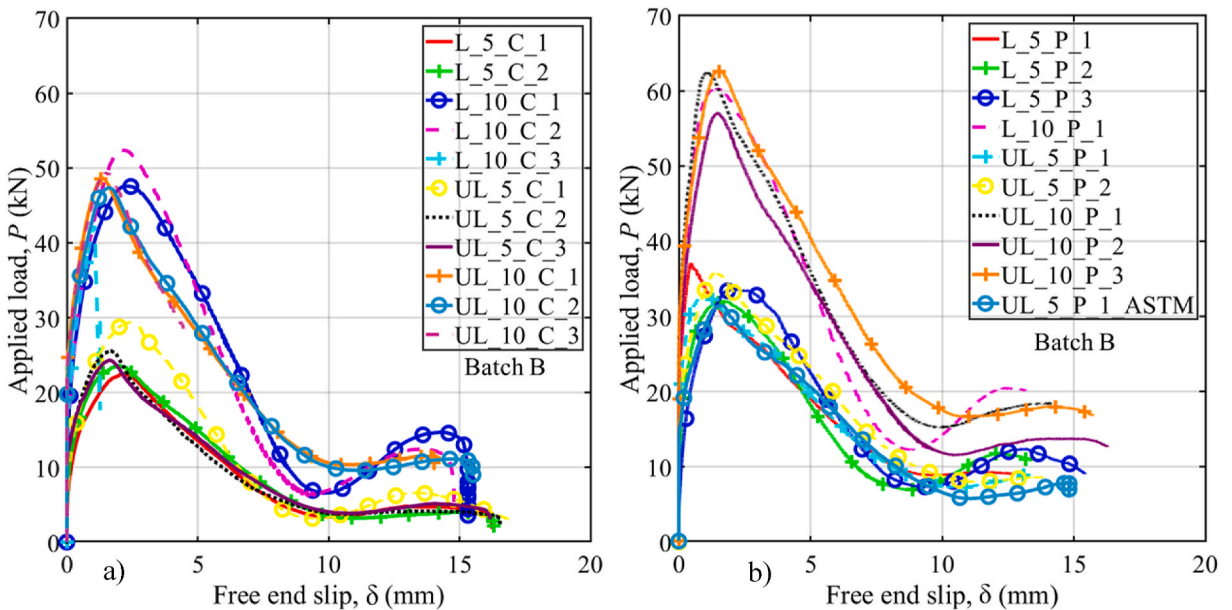 70
60
50
40
30
20
10
0
Applied load, P (kN)
L_5_C_1
L_5_C_2
L_10_C_1
L_10_C_2
L_10_C_3
UL_5_C_1
UL_5_C_2
UL_5_C_3
UL_10_C_1
UL_10_C_2
UL_10_C_3
Batch B
0 5 10 15 20
a)
Free end slip, δ (mm)
70
60
50
40
30
20
10
0
Applied load, P (kN)
L_5_P_1
L_5_P_2
L_5_P_3
L_10_P_1
UL_5_P_1
UL_5_P_2
UL_10_P_1
UL_10_P_2
UL_10_P_3
UL_5_P_1_ASTM
Batch B
0 5 10 15 20
b)
Free end slip, δ (mm)